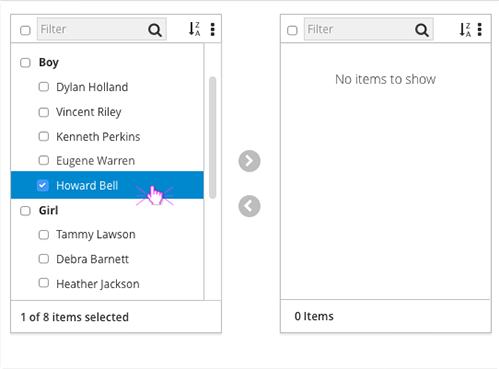 Filter
Z
A
Boy
Dylan Holland
Vincent Riley
Kenneth Perkins
Eugene Warren
Howard Bell
Girl
Tammy Lawson
Debra Barnett
Heather Jackson
1 of 8 items selected
Filter
Z
A
No items to show
0 Items